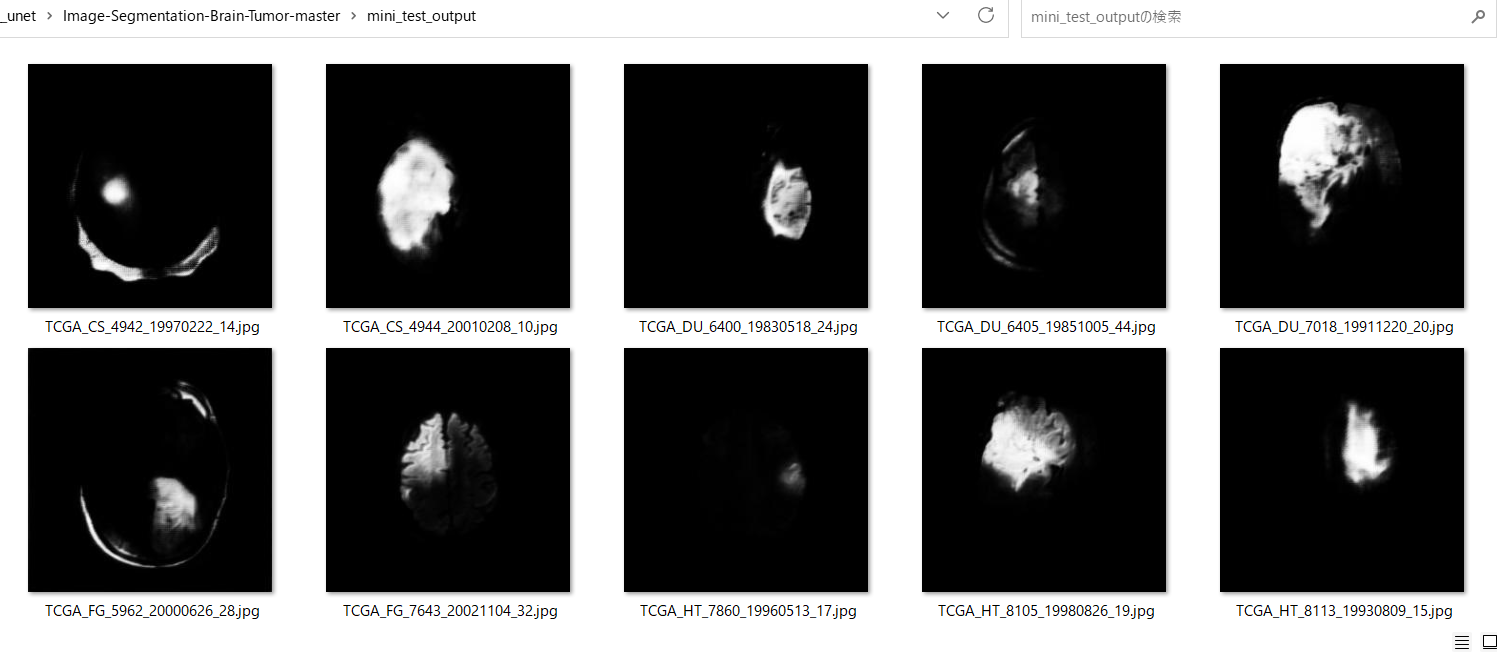 _unet > Image-Segmentation-Brain-Tumor-master > mini_test_output
mini_test_outputの検索
TCGA_CS_4942_19970222_14.jpg
TCGA_CS_4944_20010208_10.jpg
TCGA_DU_6400_19830518_24.jpg
TCGA_DU_6405_19851005_44.jpg
TCGA_DU_7018_19911220_20.jpg
TCGA_FG_5962_20000626_28.jpg
TCGA_FG_7643_20021104_32.jpg
TCGA_HT_7860_19960513_17.jpg
TCGA_HT_8105_19980826_19.jpg
TCGA_HT_8113_19930809_15.jpg